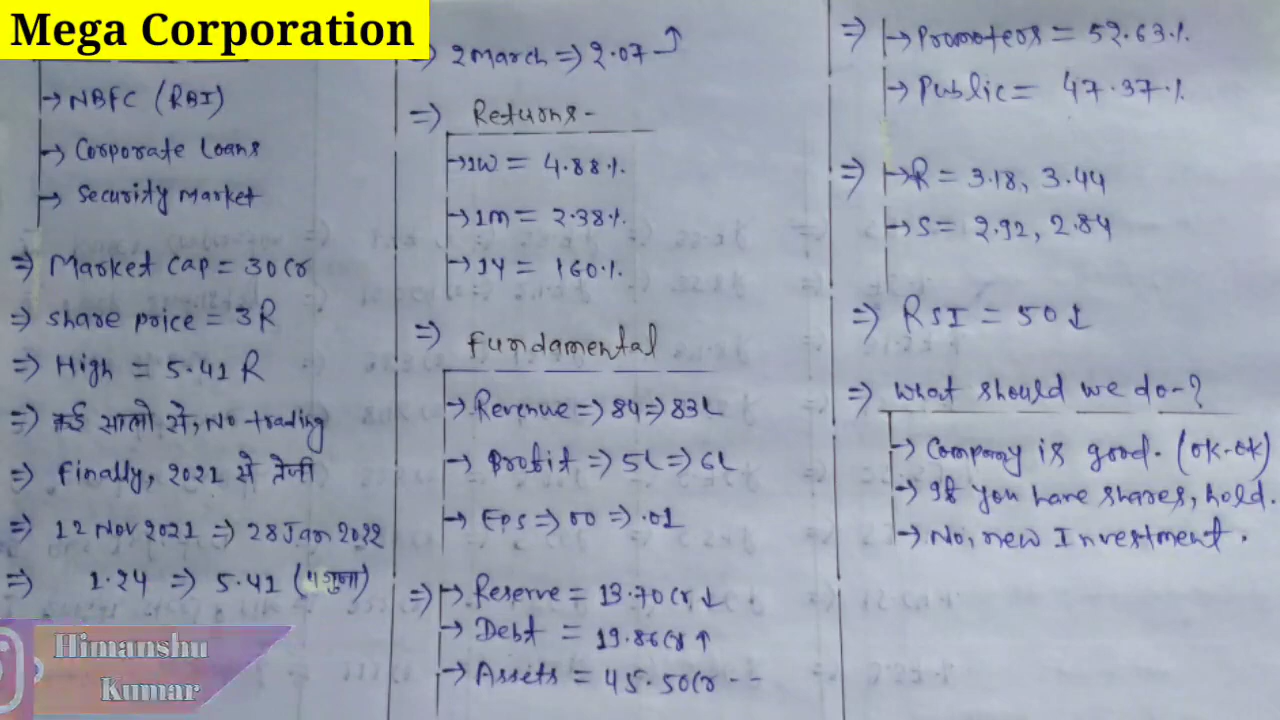 Mega Corporation
→ NBFC (RBI)
→ Corporate loans
→ Security market
⇒ Market cap = 30 cr
⇒ share price = 3 R
⇒ High = 5.41 R
⇒ कई सालो से, No trading
⇒ Finally, 2021 से तेजी
⇒ 12 Nov 2021 ⇒ 28 Jan 2022
⇒ 1.24 ⇒ 5.41 (4 गुना)
Himanshu
Kumar
⇒ 2 March ⇒ 2.07
⇒ Returns -
→ 1W = 4.88%.
→ 1m = 2.38%.
→ 1Y = 160%.
⇒ Fundamental
→ Revenue ⇒ 84 ⇒ 83L
→ Profit ⇒ 5L ⇒ 6L
→ EPS ⇒ 00 ⇒ .01
⇒ → Reserve = 13.70 cr ↓
→ Debt = 19.86 cr ↑
→ Assets = 45.50 cr --
⇒ → Promoters = 52.63%.
→ Public = 47.37%.
⇒ → R = 3.18, 3.44
→ S = 2.92, 2.84
⇒ RSI = 50 ↓
⇒ What should we do-?
→ Company is good. (ok-ok)
→ If you have shares, hold.
→ No, new Investment.